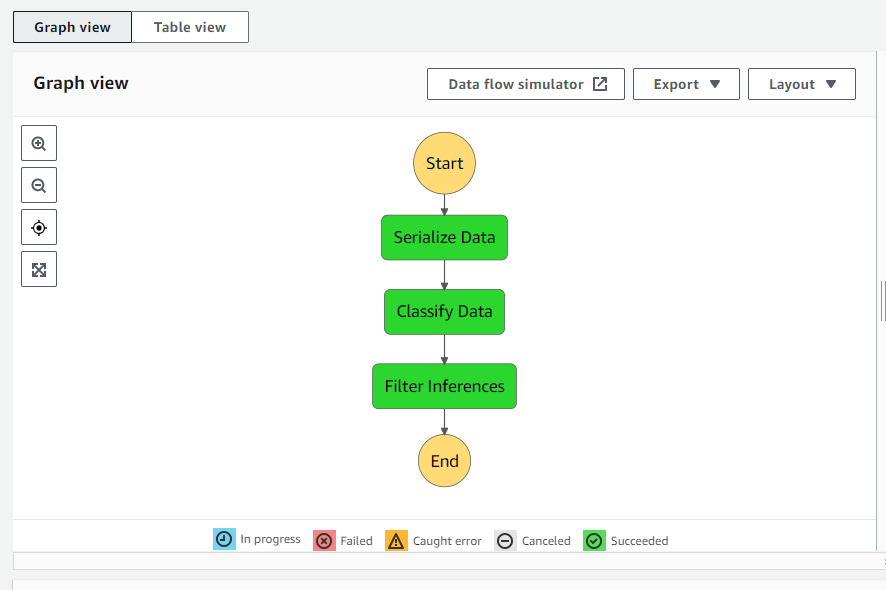 Graph view
Table view
Graph view
Data flow simulator
Export
Layout
Start
Serialize Data
Classify Data
Filter Inferences
End
In progress
Failed
Caught error
Canceled
Succeeded